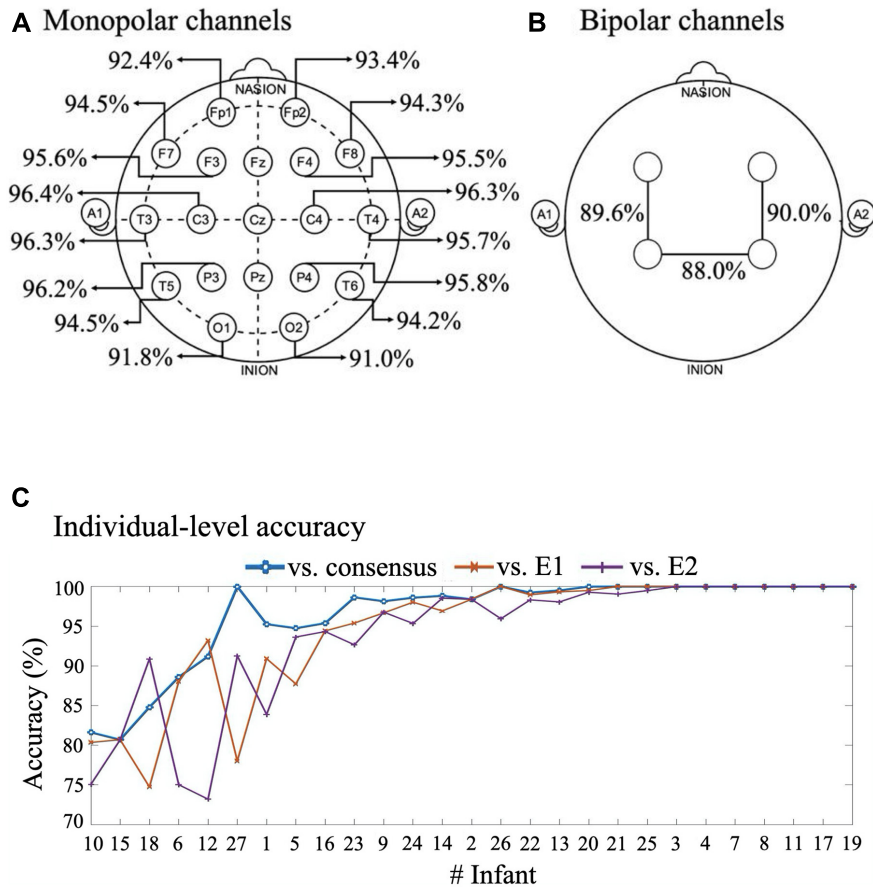 A Monopolar channels
B Bipolar channels
92.4% 93.4%
NASION
94.5% Fp1 Fp2 94.3%
F7 F3 Fz F4 F8
95.6% 95.5%
96.4% 96.3%
A1 T3 C3 Cz C4 T4 A2
96.3% 95.7%
96.2% T5 P3 Pz P4 T6 95.8%
94.5% 94.2%
O1 O2
91.8% 91.0%
INION
NASION
A1 89.6% 90.0% A2
88.0%
INION
C
Individual-level accuracy
vs. consensus vs. E1 vs. E2
Accuracy (%)
100
95
90
85
80
75
70
10 15 18 6 12 27 1 5 16 23 9 24 14 2 26 22 13 20 21 25 3 4 7 8 11 17 19
# Infant